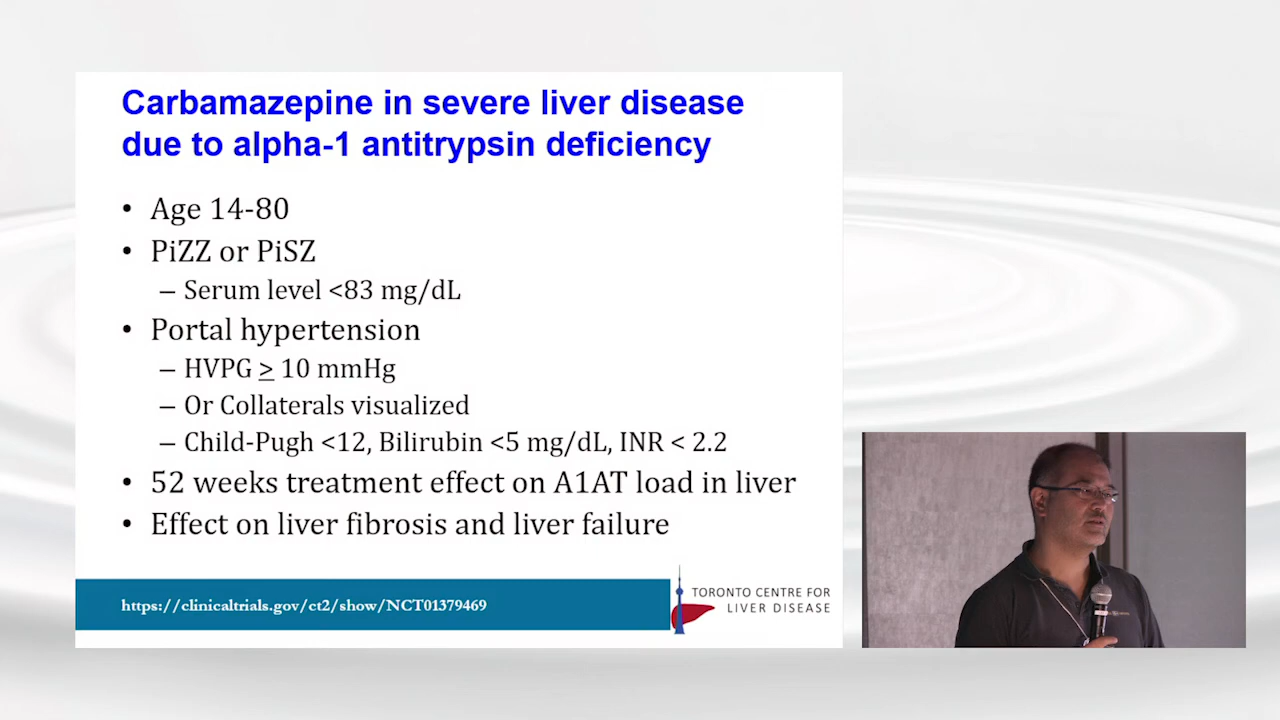 Carbamazepine in severe liver disease
due to alpha-1 antitrypsin deficiency
• Age 14-80
• PiZZ or PiSZ
– Serum level <83 mg/dL
• Portal hypertension
– HVPG ≥ 10 mmHg
– Or Collaterals visualized
– Child-Pugh <12, Bilirubin <5 mg/dL, INR < 2.2
• 52 weeks treatment effect on A1AT load in liver
• Effect on liver fibrosis and liver failure
https://clinicaltrials.gov/ct2/show/NCT01379469
TORONTO CENTRE FOR
LIVER DISEASE